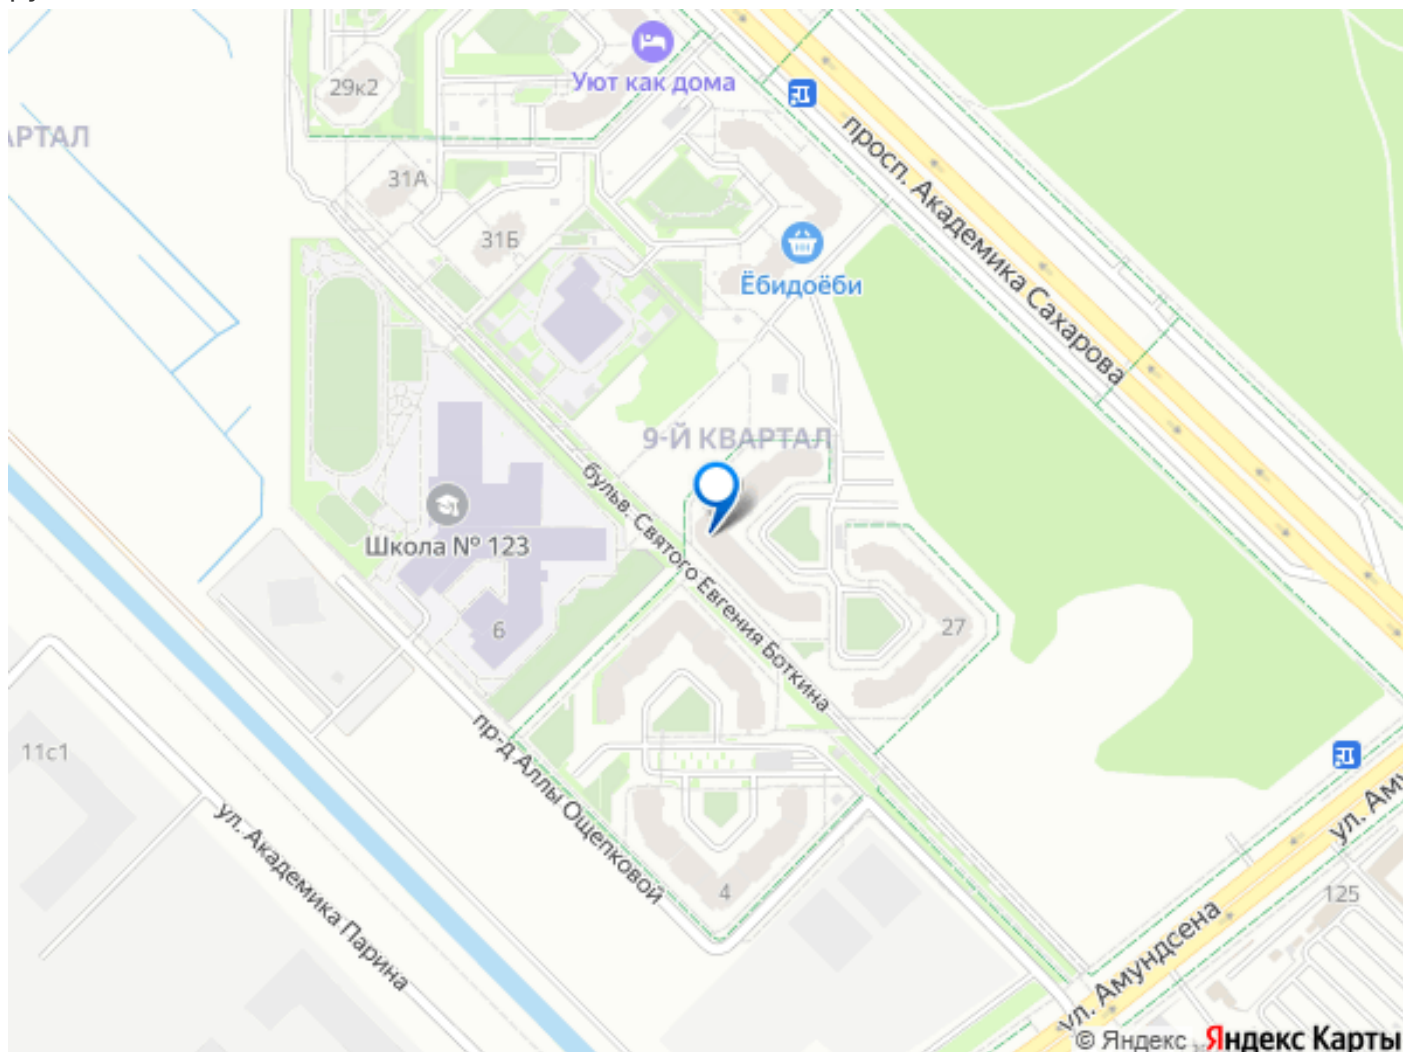 29к2
Уют как дома
АРТАЛ
31А
31Б
просп. Академика Сахарова
Ёбидоёби
9-Й КВАРТАЛ
бульв. Святого Евгения Боткина
Школа № 123
6
27
11с1
пр-д Аллы Ощепковой
ул. Академика Парина
4
ул. Аму
125
ул. Амундсена
© Яндекс Яндекс Карты